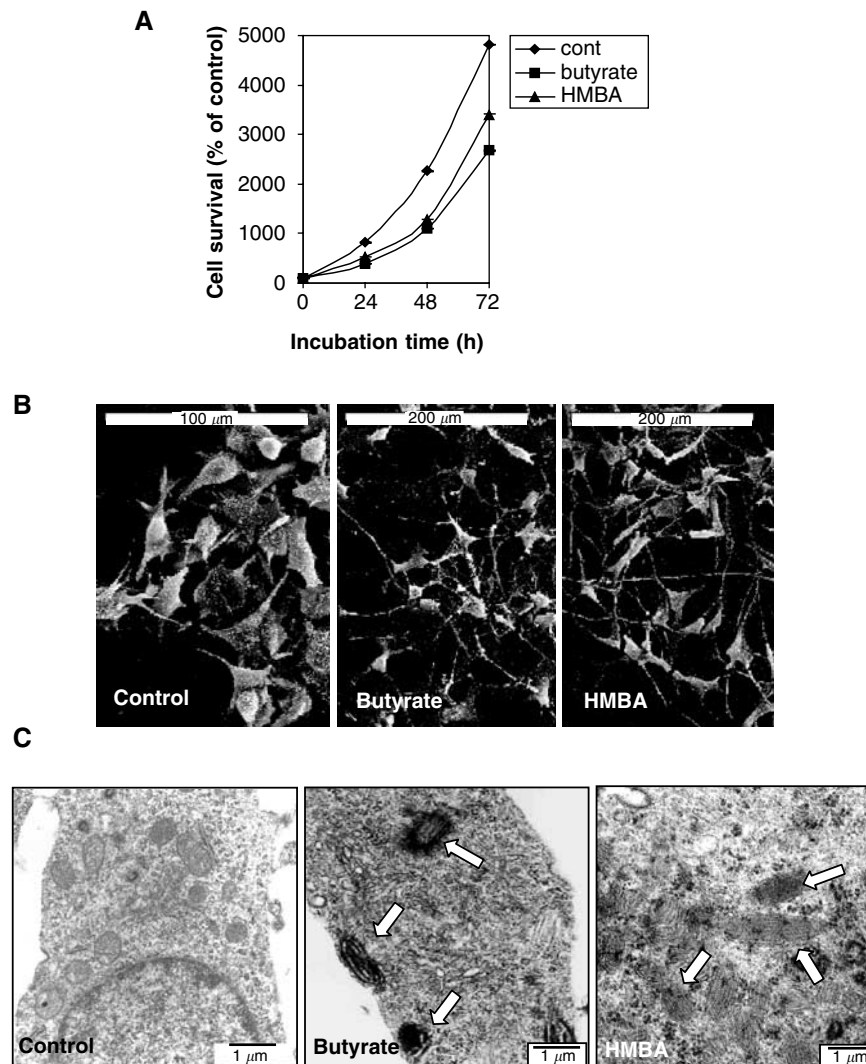 A
Cell survival (% of control)
5000
4000
3000
2000
1000
0
0 24 48 72
Incubation time (h)
cont
butyrate
HMBA
B
100 μm
200 μm
200 μm
Control
Butyrate
HMBA
C
Control
1 μm
Butyrate
1 μm
HMBA
1 μm